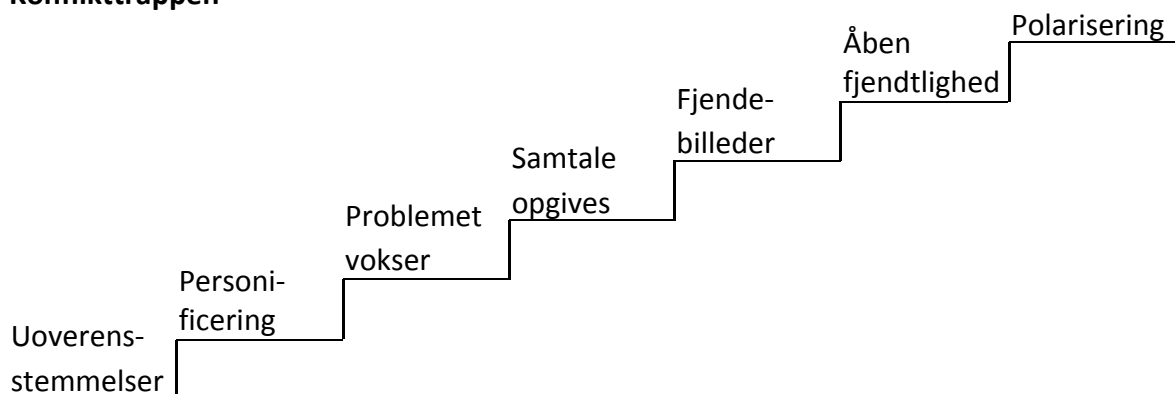 Konflikttrappen
Uoverens-
stemmelser
Personi-
ficering
Problemet
vokser
Samtale
opgives
Fjende-
billeder
Åben
fjendtlighed
Polarisering